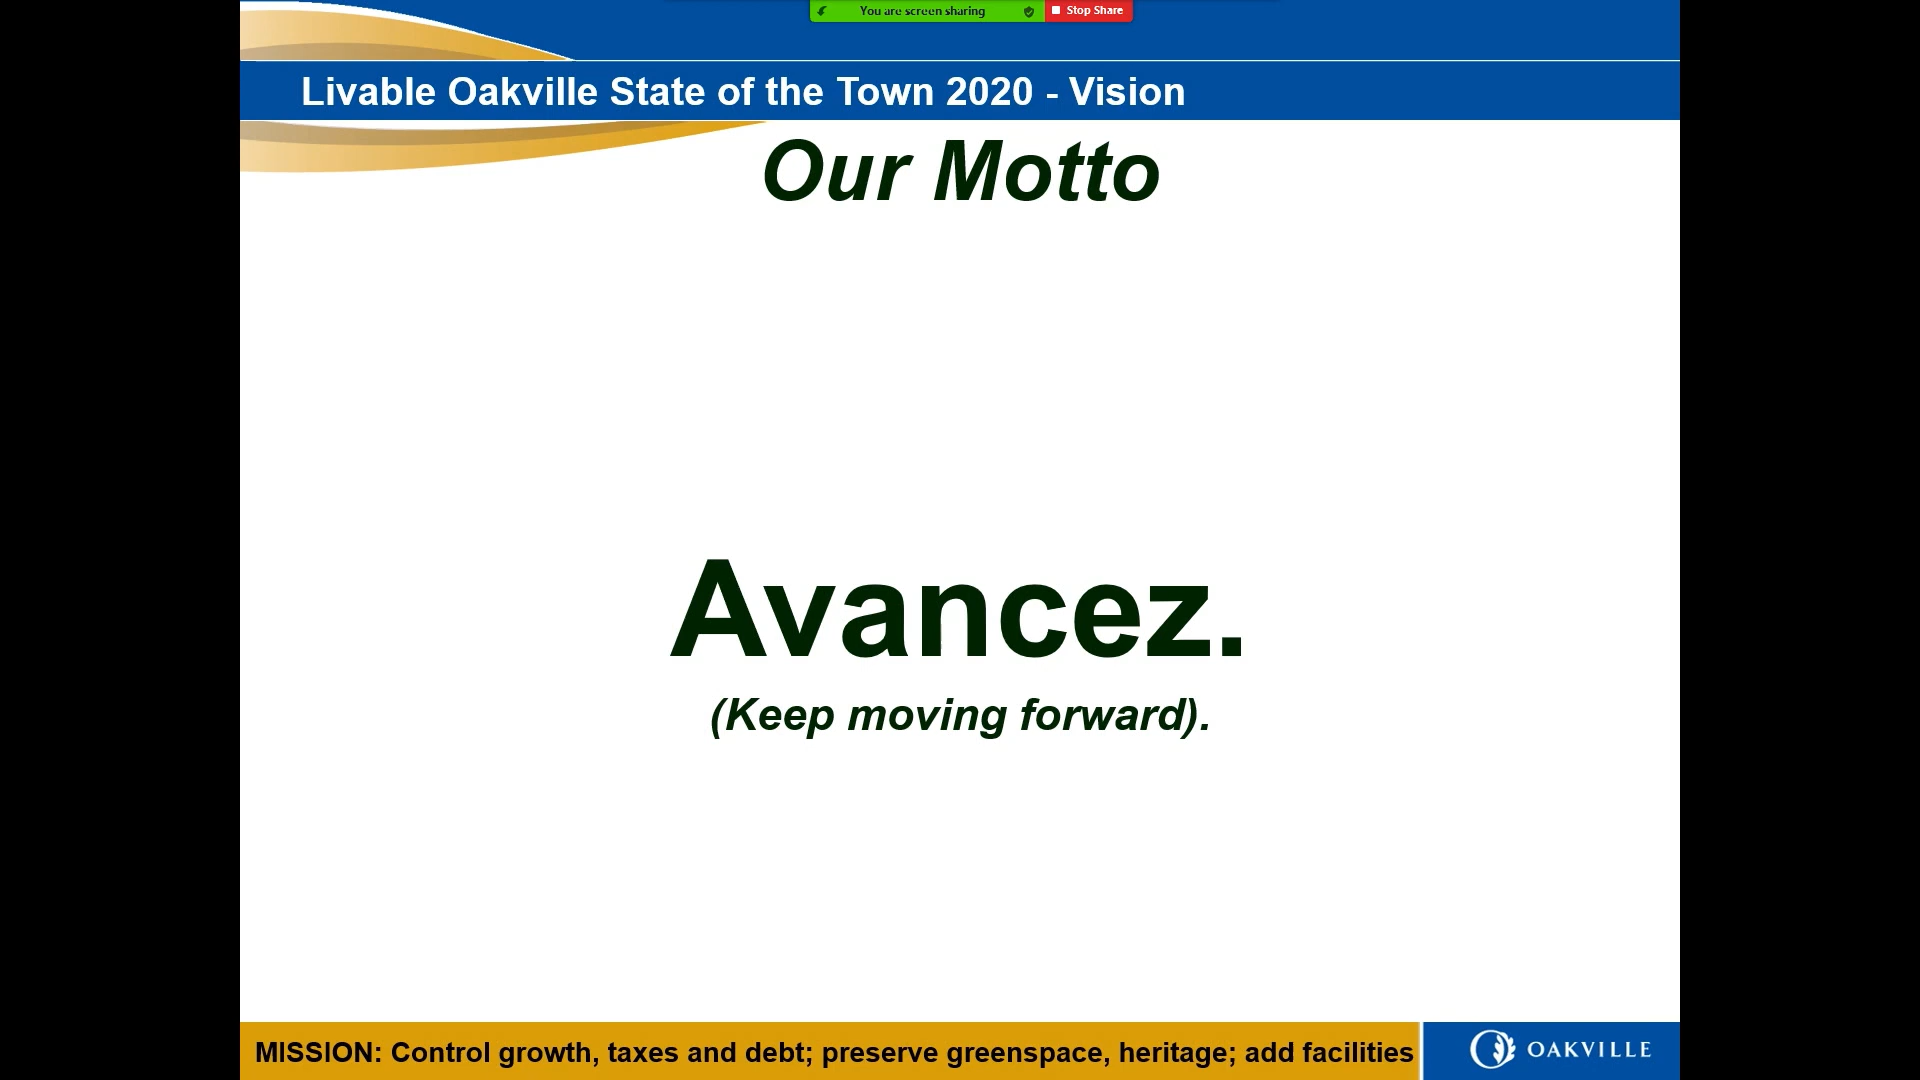 You are screen sharing
Stop Share
Livable Oakville State of the Town 2020 - Vision
Our Motto
Avancez.
(Keep moving forward).
MISSION: Control growth, taxes and debt; preserve greenspace, heritage; add facilities
OAKVILLE